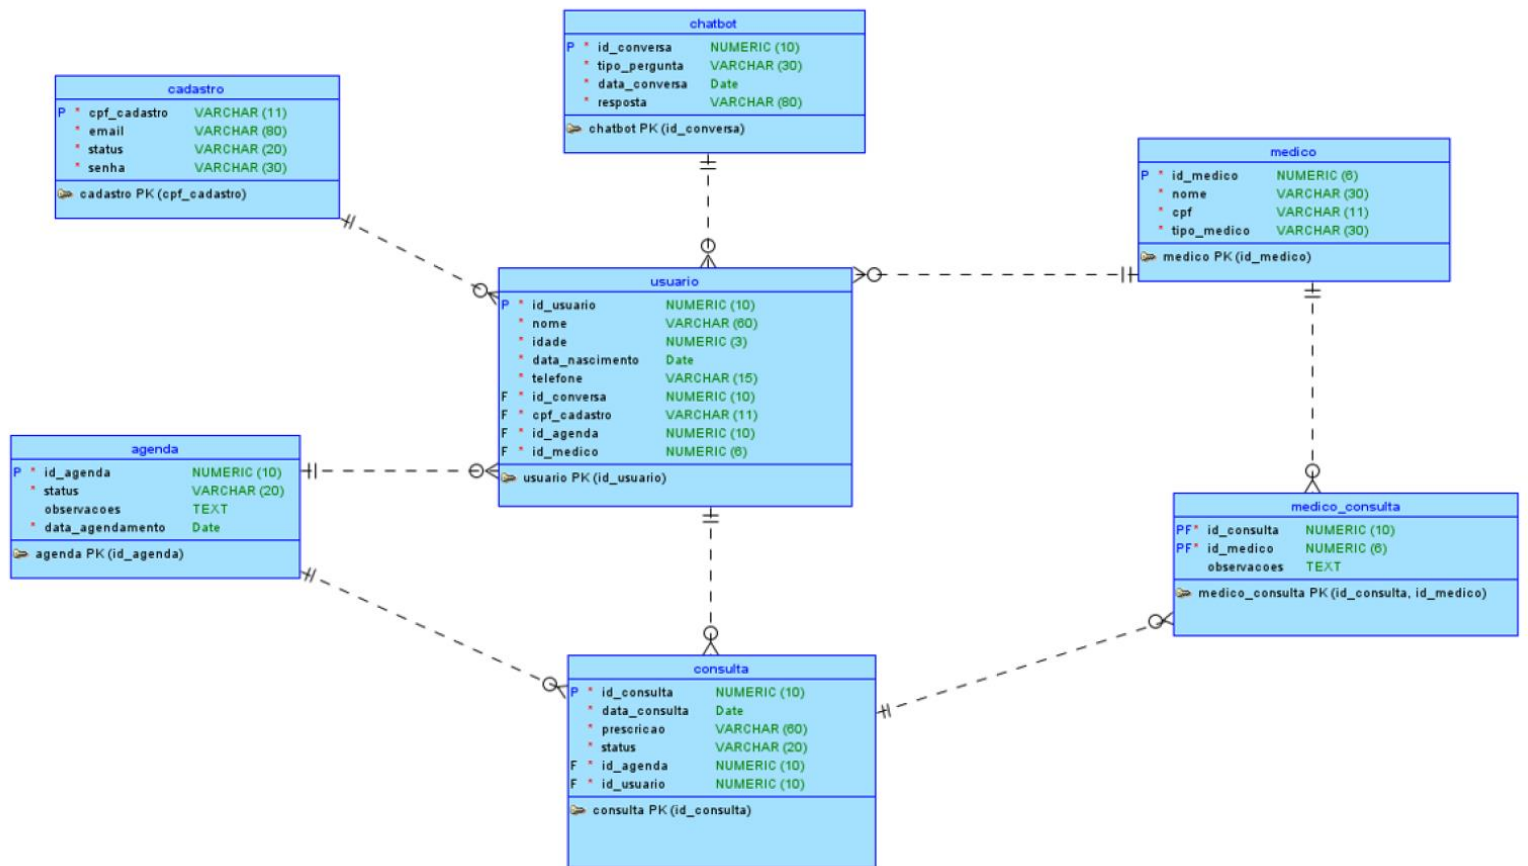 chatbot
P * id_conversa NUMERIC (10)
* tipo_pergunta VARCHAR (30)
* data_conversa Date
* resposta VARCHAR (80)
chatbot PK (id_conversa)
cadastro
P * cpf_cadastro VARCHAR (11)
* email VARCHAR (80)
* status VARCHAR (20)
* senha VARCHAR (30)
cadastro PK (cpf_cadastro)
medico
P * id_medico NUMERIC (6)
* nome VARCHAR (30)
* cpf VARCHAR (11)
* tipo_medico VARCHAR (30)
medico PK (id_medico)
usuario
P * id_usuario NUMERIC (10)
* nome VARCHAR (60)
* idade NUMERIC (3)
* data_nascimento Date
* telefone VARCHAR (15)
F * id_conversa NUMERIC (10)
F * cpf_cadastro VARCHAR (11)
F * id_agenda NUMERIC (10)
F * id_medico NUMERIC (6)
usuario PK (id_usuario)
agenda
P * id_agenda NUMERIC (10)
* status VARCHAR (20)
observacoes TEXT
* data_agendamento Date
agenda PK (id_agenda)
medico_consulta
PF * id_consulta NUMERIC (10)
PF * id_medico NUMERIC (6)
observacoes TEXT
medico_consulta PK (id_consulta, id_medico)
consulta
P * id_consulta NUMERIC (10)
* data_consulta Date
* prescricao VARCHAR (60)
* status VARCHAR (20)
F * id_agenda NUMERIC (10)
F * id_usuario NUMERIC (10)
consulta PK (id_consulta)